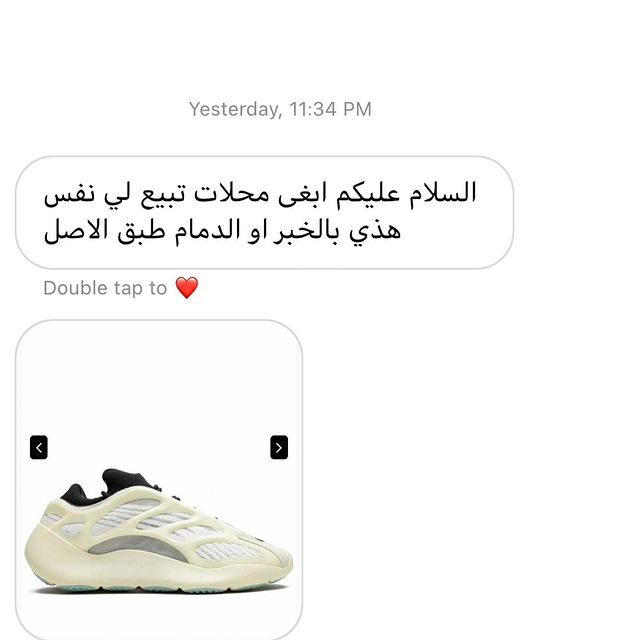 Yesterday, 11:34 PM
السلام عليكم ابغى محلات تبيع لي نفس
هذي بالخبر او الدمام طبق الاصل
Double tap to ❤️